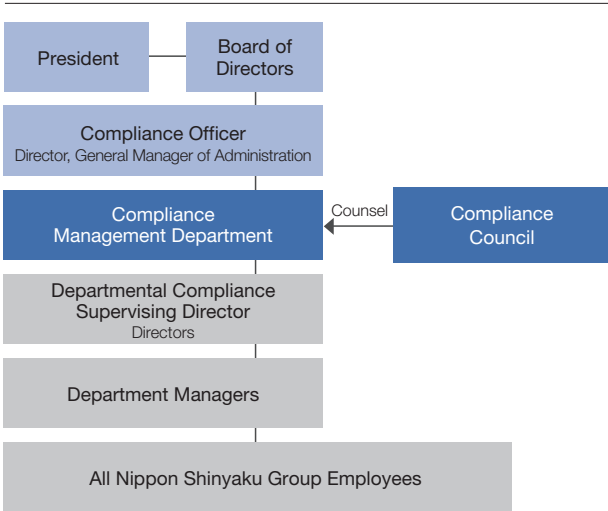 President
Board of
Directors
Compliance Officer
Director, General Manager of Administration
Compliance
Management Department
Counsel
Compliance
Council
Departmental Compliance
Supervising Director
Directors
Department Managers
All Nippon Shinyaku Group Employees